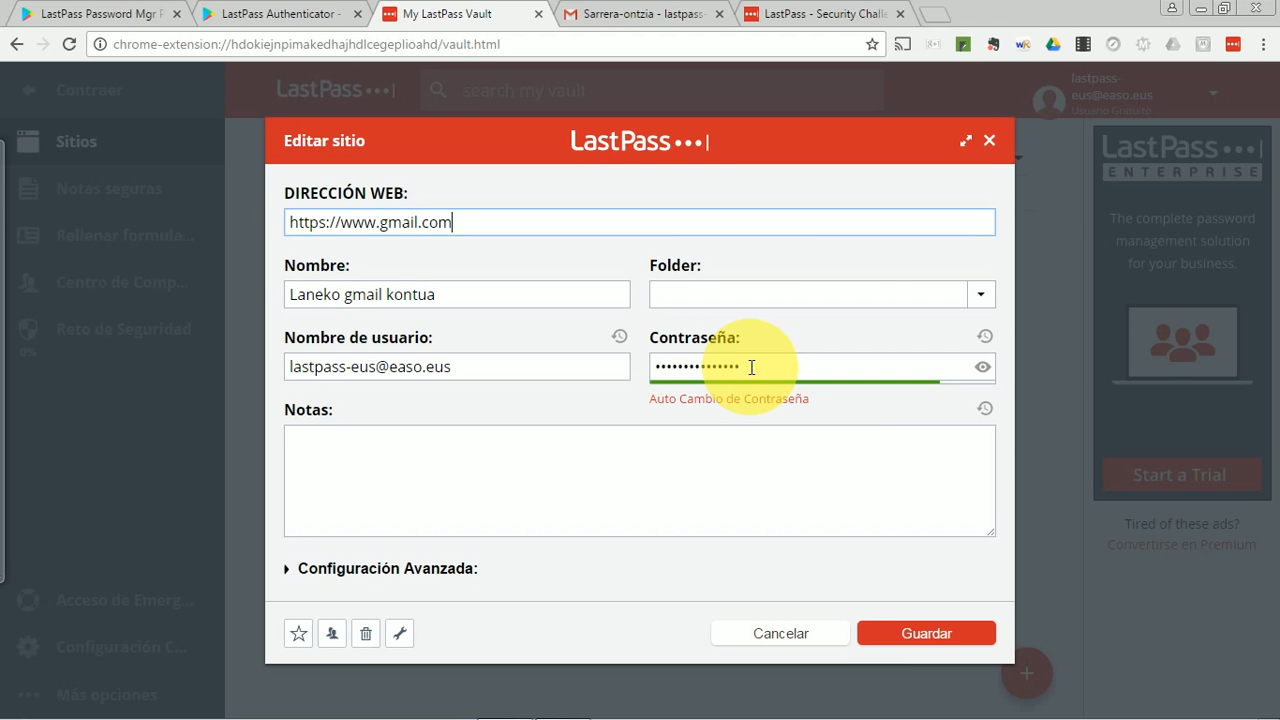 LastPass Password Mgr P
LastPass Authenticator -
My LastPass Vault
Sarrera-ontzia - lastpass-
LastPass - Security Chall
chrome-extension://hdokiejnpimakedhajhdlcegeplioahd/vault.html
Contraer
LastPass
search my vault
lastpass-
eus@easo.eus
Usuario Gratuito
Sitios
Notas seguras
Rellenar formula...
Centro de Comp...
Reto de Seguridad
0%
Acceso de Emerg...
Configuración C...
Más opciones
Editar sitio
LastPass
DIRECCIÓN WEB:
https://www.gmail.com
Nombre:
Folder:
Laneko gmail kontua
Nombre de usuario:
Contraseña:
lastpass-eus@easo.eus
•••••••••••••••
Auto Cambio de Contraseña
Notas:
Configuración Avanzada:
Cancelar
Guardar
LastPass
ENTERPRISE
The complete password
management solution
for your business.
Start a Trial
Tired of these ads?
Convertirse en Premium